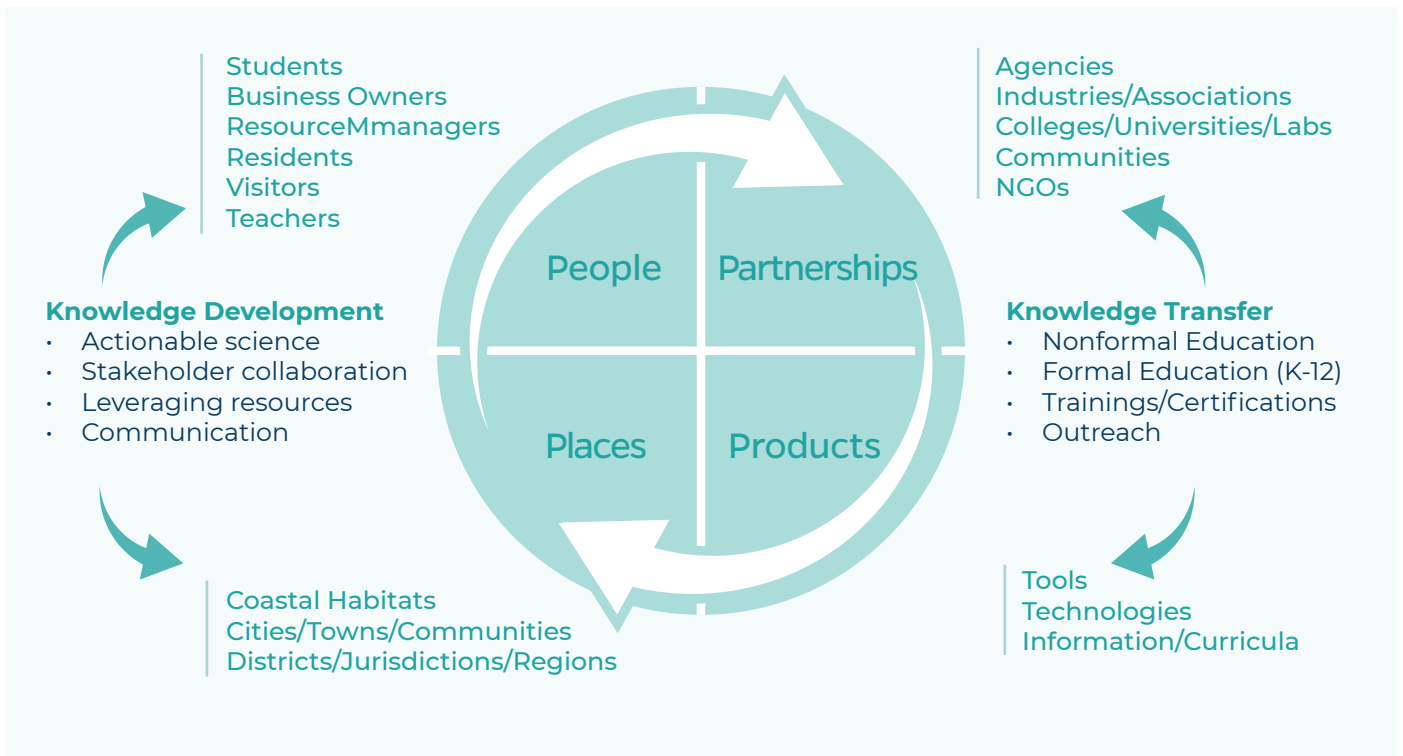 Students
Business Owners
ResourceMmanagers
Residents
Visitors
Teachers
Agencies
Industries/Associations
Colleges/Universities/Labs
Communities
NGOs
People
Partnerships
Knowledge Development
• Actionable science
• Stakeholder collaboration
• Leveraging resources
• Communication
Knowledge Transfer
• Nonformal Education
• Formal Education (K-12)
• Trainings/Certifications
• Outreach
Places
Products
Coastal Habitats
Cities/Towns/Communities
Districts/Jurisdictions/Regions
Tools
Technologies
Information/Curricula